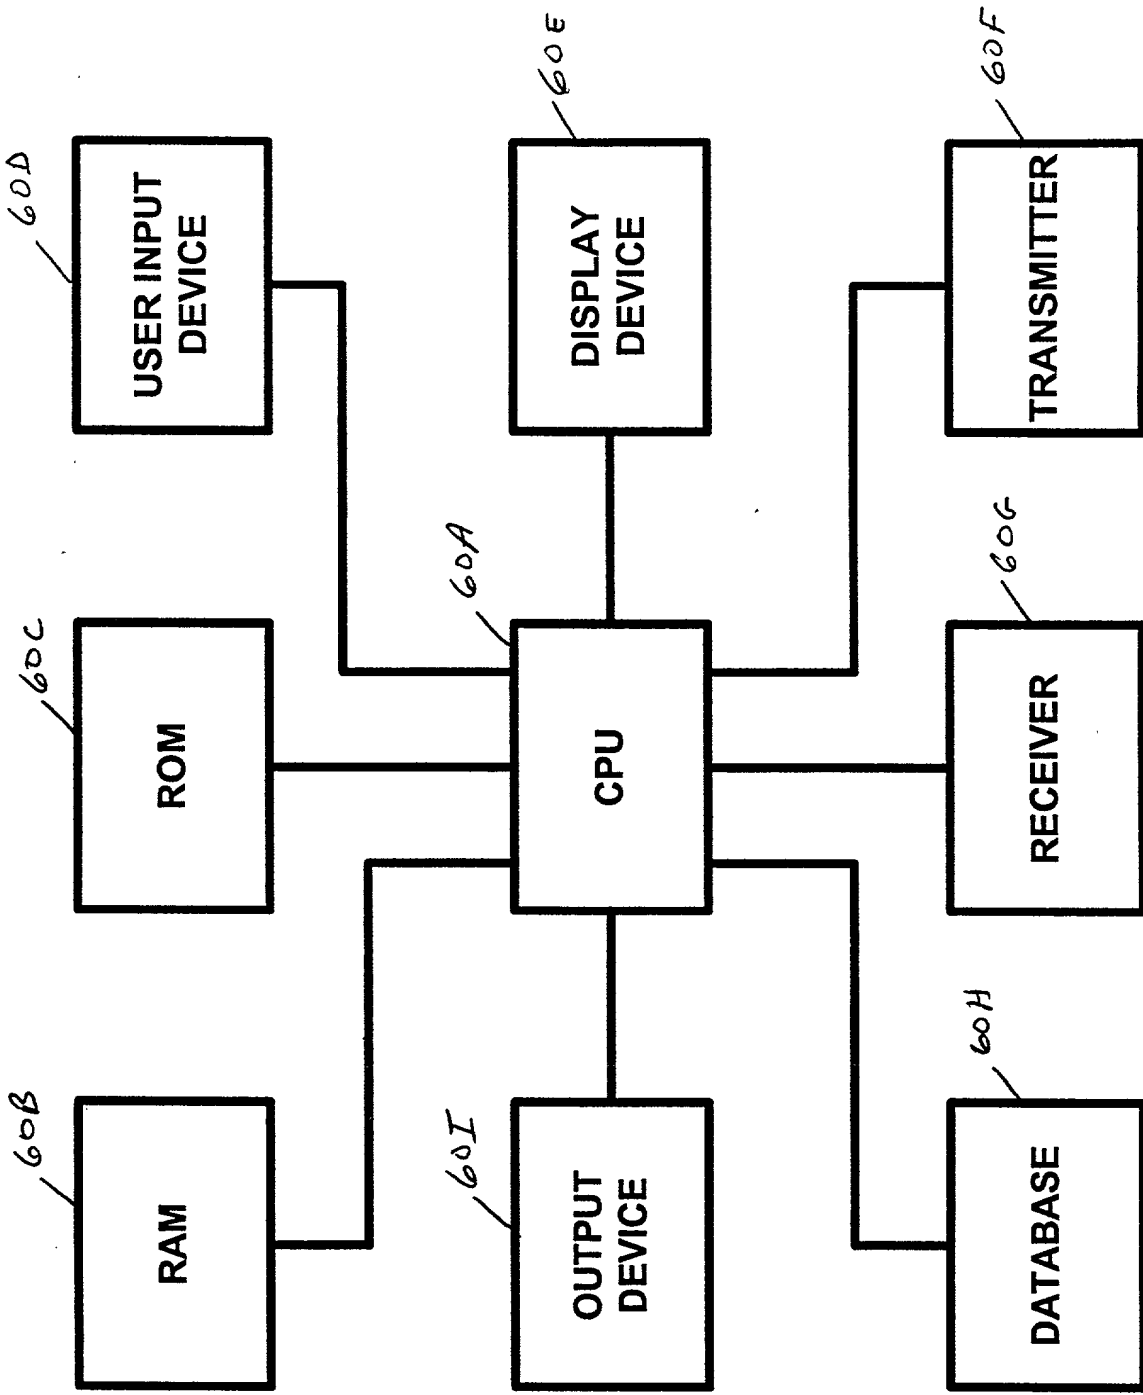 60B
RAM
60C
ROM
60D
USER INPUT
DEVICE
60I
OUTPUT
DEVICE
60A
CPU
60E
DISPLAY
DEVICE
60H
DATABASE
60G
RECEIVER
60F
TRANSMITTER